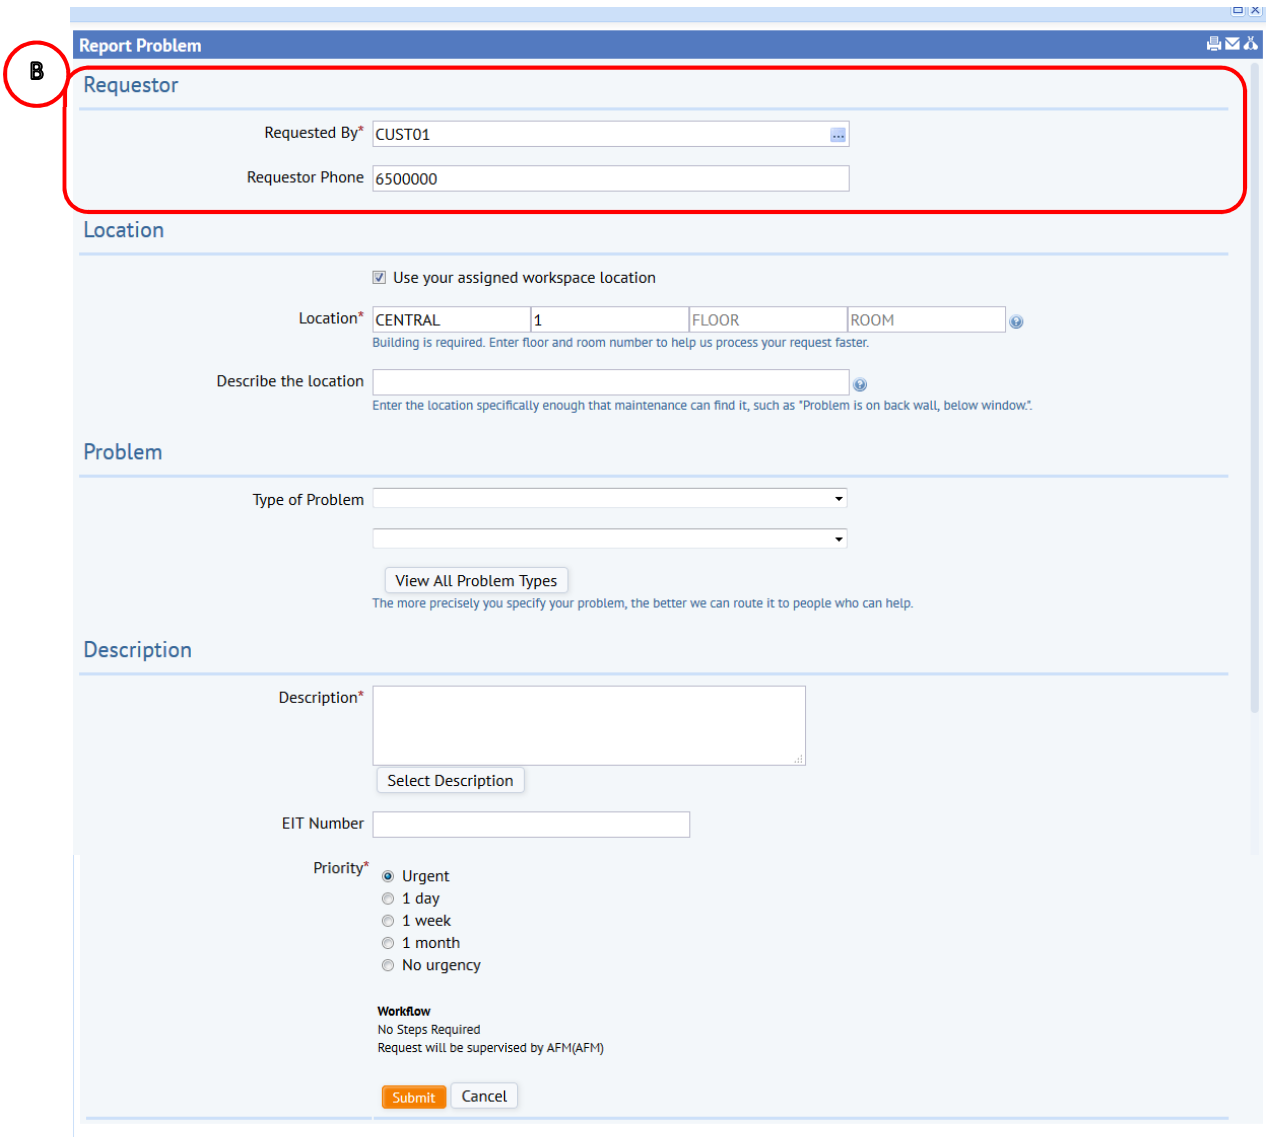 Report Problem
B
Requestor
Requested By* CUST01 ...
Requestor Phone 6500000
Location
Use your assigned workspace location
Location* CENTRAL 1 FLOOR ROOM ?
Building is required. Enter floor and room number to help us process your request faster.
Describe the location ?
Enter the location specifically enough that maintenance can find it, such as "Problem is on back wall, below window.".
Problem
Type of Problem
View All Problem Types
The more precisely you specify your problem, the better we can route it to people who can help.
Description
Description*
Select Description
EIT Number
Priority*
Urgent
1 day
1 week
1 month
No urgency
Workflow
No Steps Required
Request will be supervised by AFM(AFM)
Submit Cancel